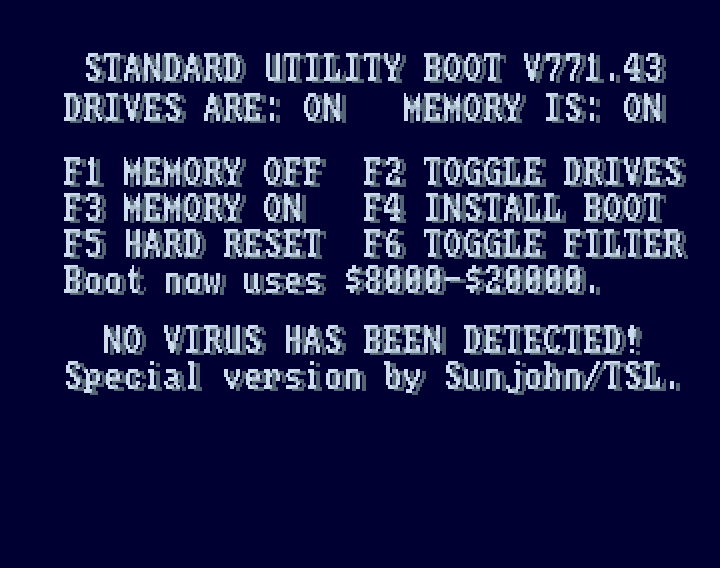 STANDARD UTILITY BOOT V771.43
DRIVES ARE: ON MEMORY IS: ON
F1 MEMORY OFF F2 TOGGLE DRIVES
F3 MEMORY ON F4 INSTALL BOOT
F5 HARD RESET F6 TOGGLE FILTER
Boot now uses $8000-$20000.
NO VIRUS HAS BEEN DETECTED!
Special version by Sunjohn/TSL.